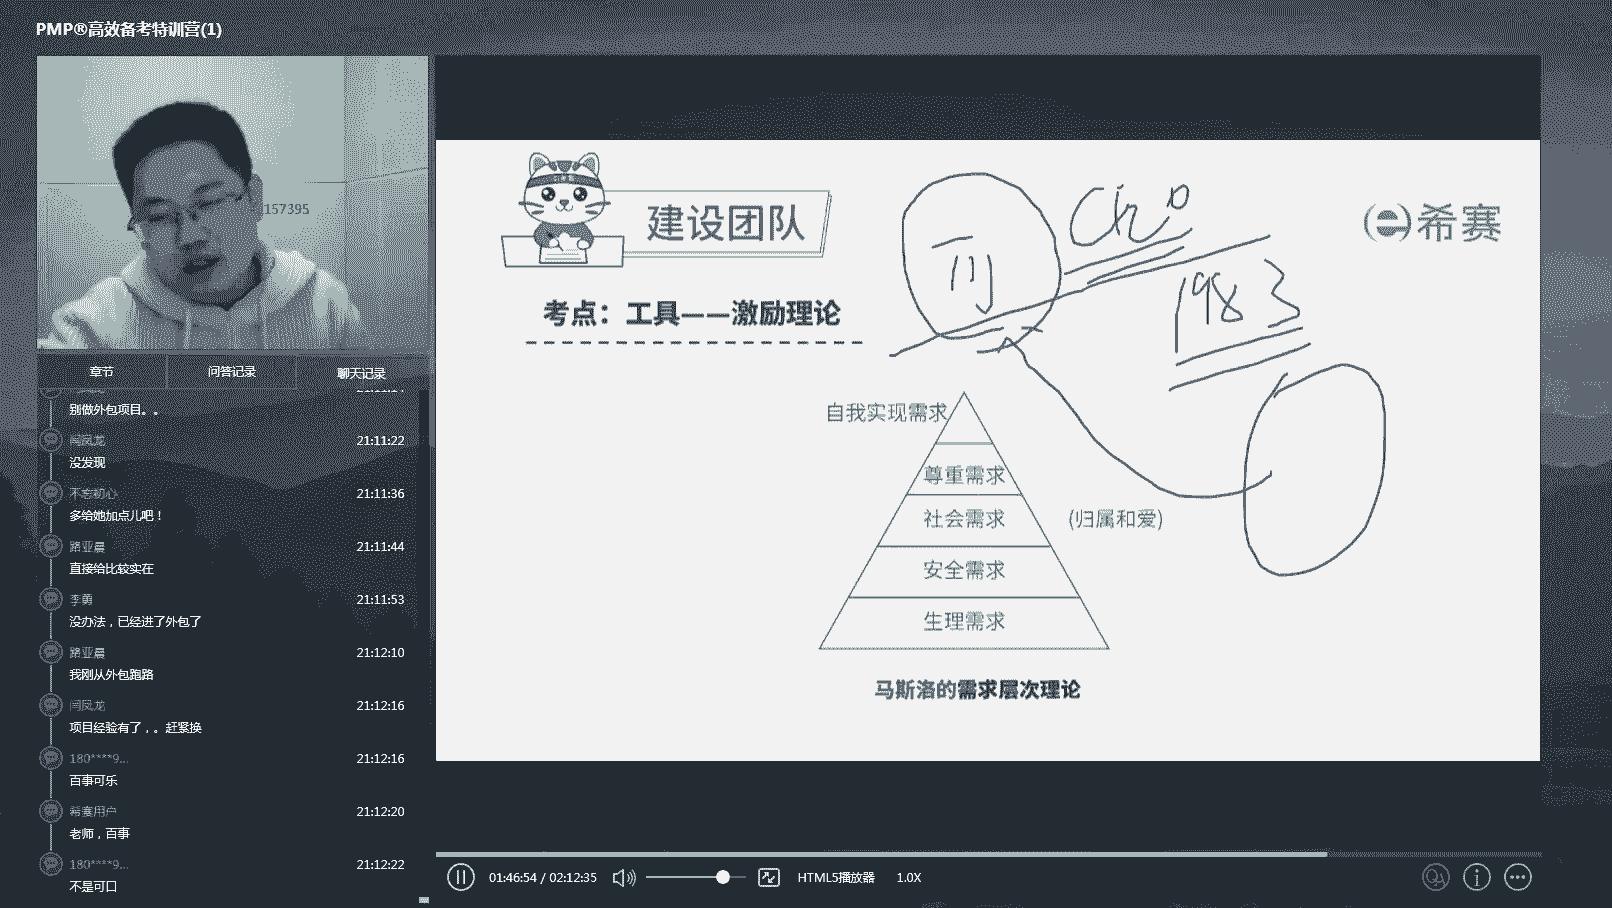 PMP®高效备考特训营(1)
157395
章节
问答记录
聊天记录
别做外包项目。。
闫凤龙
21:11:22
没发现
不忘初心
21:11:36
多给她加点儿吧！
路亚晨
21:11:44
直接给比较实在
李勇
21:11:53
没办法，已经进了外包了
路亚晨
21:12:10
我刚从外包跑路
闫凤龙
21:12:16
项目经验有了，。赶紧换
180****9...
21:12:16
百事可乐
希赛用户
21:12:20
老师，百事
180****9...
21:12:22
不是可口
建设团队
希赛
考点：工具——激励理论
1983
自我实现需求
尊重需求
社会需求
(归属和爱)
安全需求
生理需求
马斯洛的需求层次理论
01:46:54 / 02:12:35
HTML5播放器
1.0X